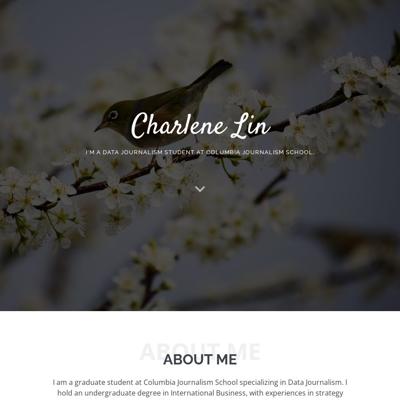 Charlene Lin
I'M A DATA JOURNALISM STUDENT AT COLUMBIA JOURNALISM SCHOOL.
ABOUT ME
ABOUT ME
I am a graduate student at Columbia Journalism School specializing in Data Journalism. I
hold an undergraduate degree in International Business, with experiences in strategy